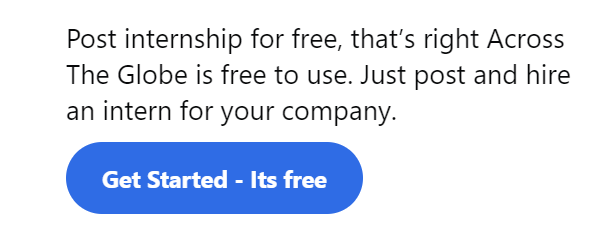 Post internship for free, that’s right Across
The Globe is free to use. Just post and hire
an intern for your company.
Get Started - Its free